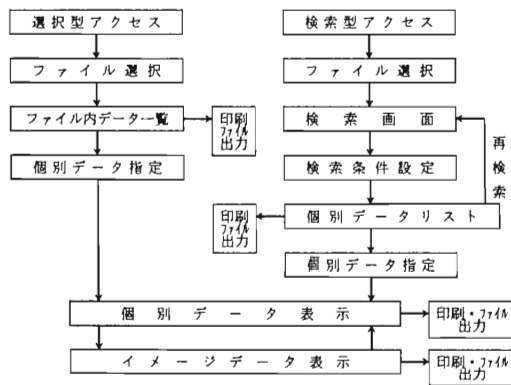 選択型アクセス
ファイル選択
ファイル内データ一覧
印刷
ファイル
出力
個別データ指定
検索型アクセス
ファイル選択
検索画面
再検索
検索条件設定
個別データリスト
印刷
ファイル
出力
個別データ指定
個別データ表示
印刷・ファイル
出力
イメージデータ表示
印刷・ファイル
出力